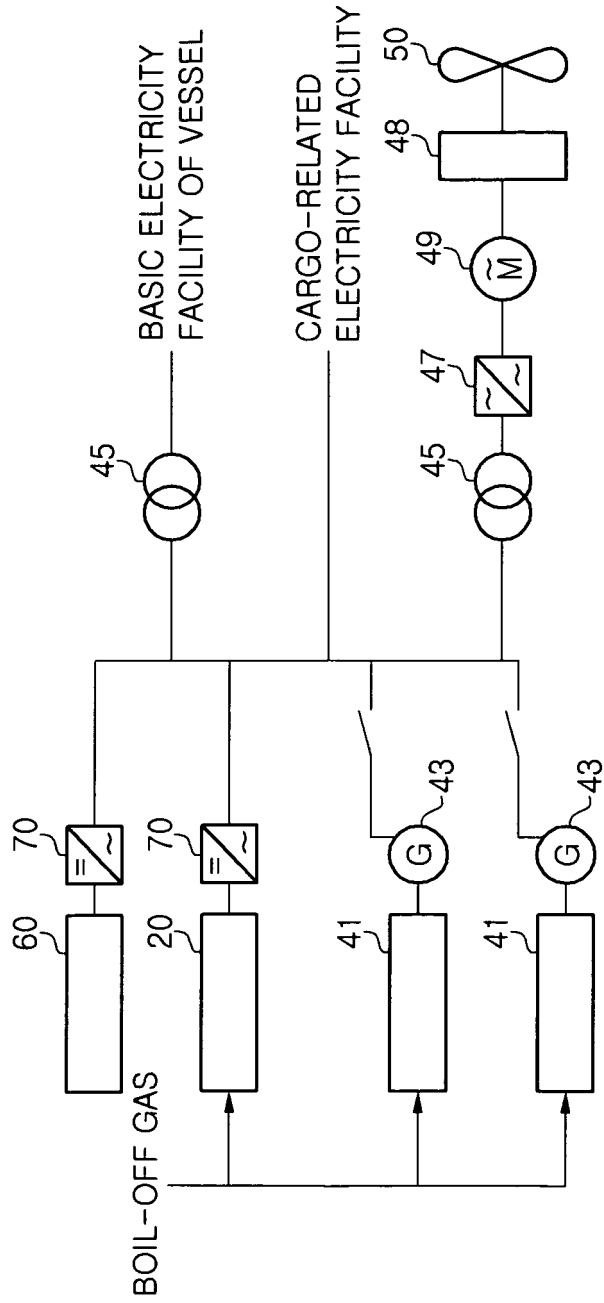 60
70
BASIC ELECTRICITY
FACILITY OF VESSEL
45
=
~
BOIL-OFF GAS
20
70
=
~
CARGO-RELATED
ELECTRICITY FACILITY
41
43
G
41
43
G
45
47
~
~
49
~
M
48
50